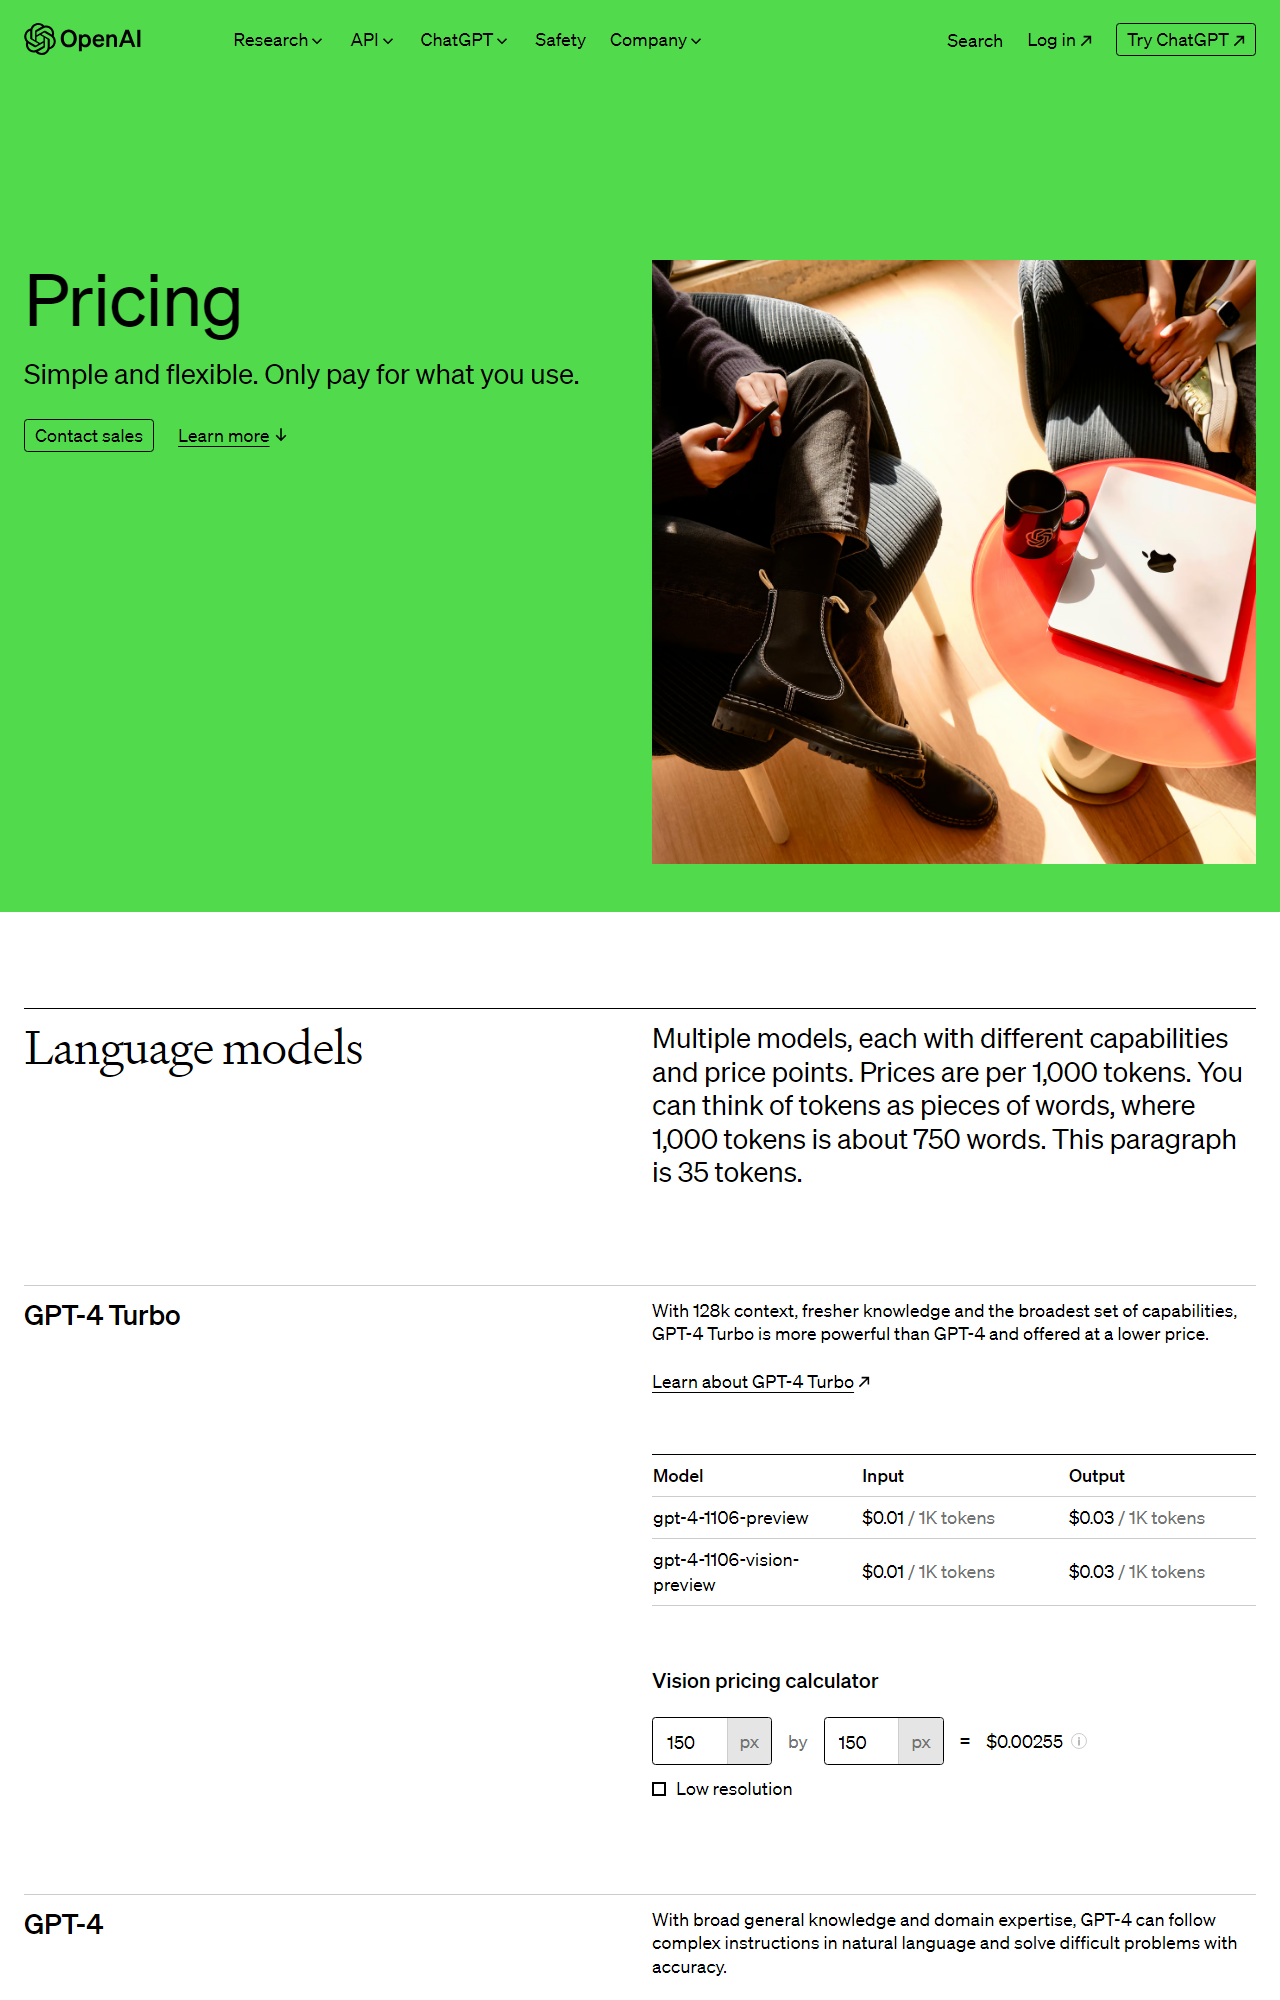 OpenAI
Research
API
ChatGPT
Safety
Company
Search
Log in
Try ChatGPT
Pricing
Simple and flexible. Only pay for what you use.
Contact sales
Learn more
Language models
Multiple models, each with different capabilities
and price points. Prices are per 1,000 tokens. You
can think of tokens as pieces of words, where
1,000 tokens is about 750 words. This paragraph
is 35 tokens.
GPT-4 Turbo
With 128k context, fresher knowledge and the broadest set of capabilities,
GPT-4 Turbo is more powerful than GPT-4 and offered at a lower price.
Learn about GPT-4 Turbo
Model Input Output
gpt-4-1106-preview $0.01 / 1K tokens $0.03 / 1K tokens
gpt-4-1106-vision-
preview $0.01 / 1K tokens $0.03 / 1K tokens
Vision pricing calculator
150 px by 150 px = $0.00255
Low resolution
GPT-4
With broad general knowledge and domain expertise, GPT-4 can follow
complex instructions in natural language and solve difficult problems with
accuracy.